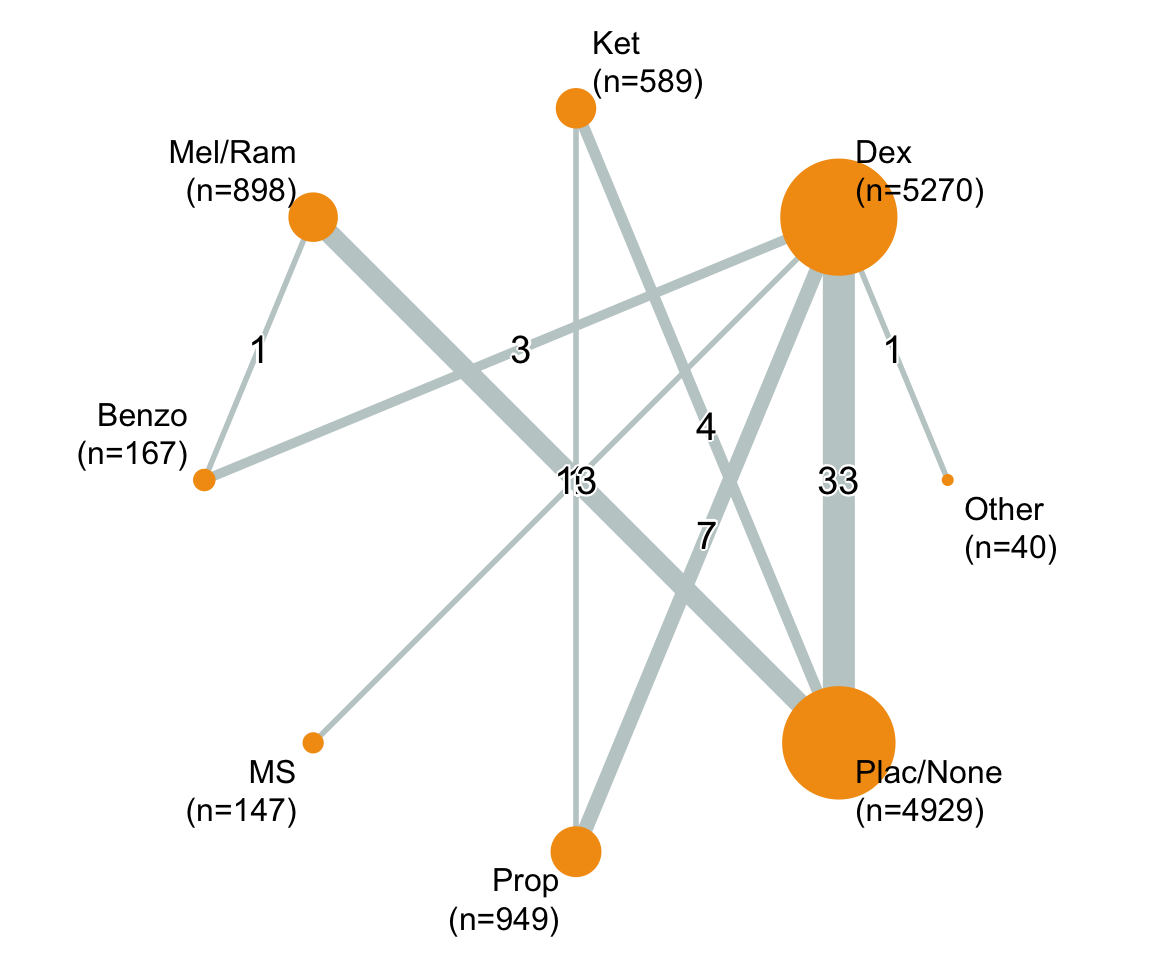 Ket
(n=589)
Mel/Ram
(n=898)
Dex
(n=5270)
1
3
1
Benzo
(n=167)
4
13
33
7
Other
(n=40)
MS
(n=147)
Plac/None
(n=4929)
Prop
(n=949)